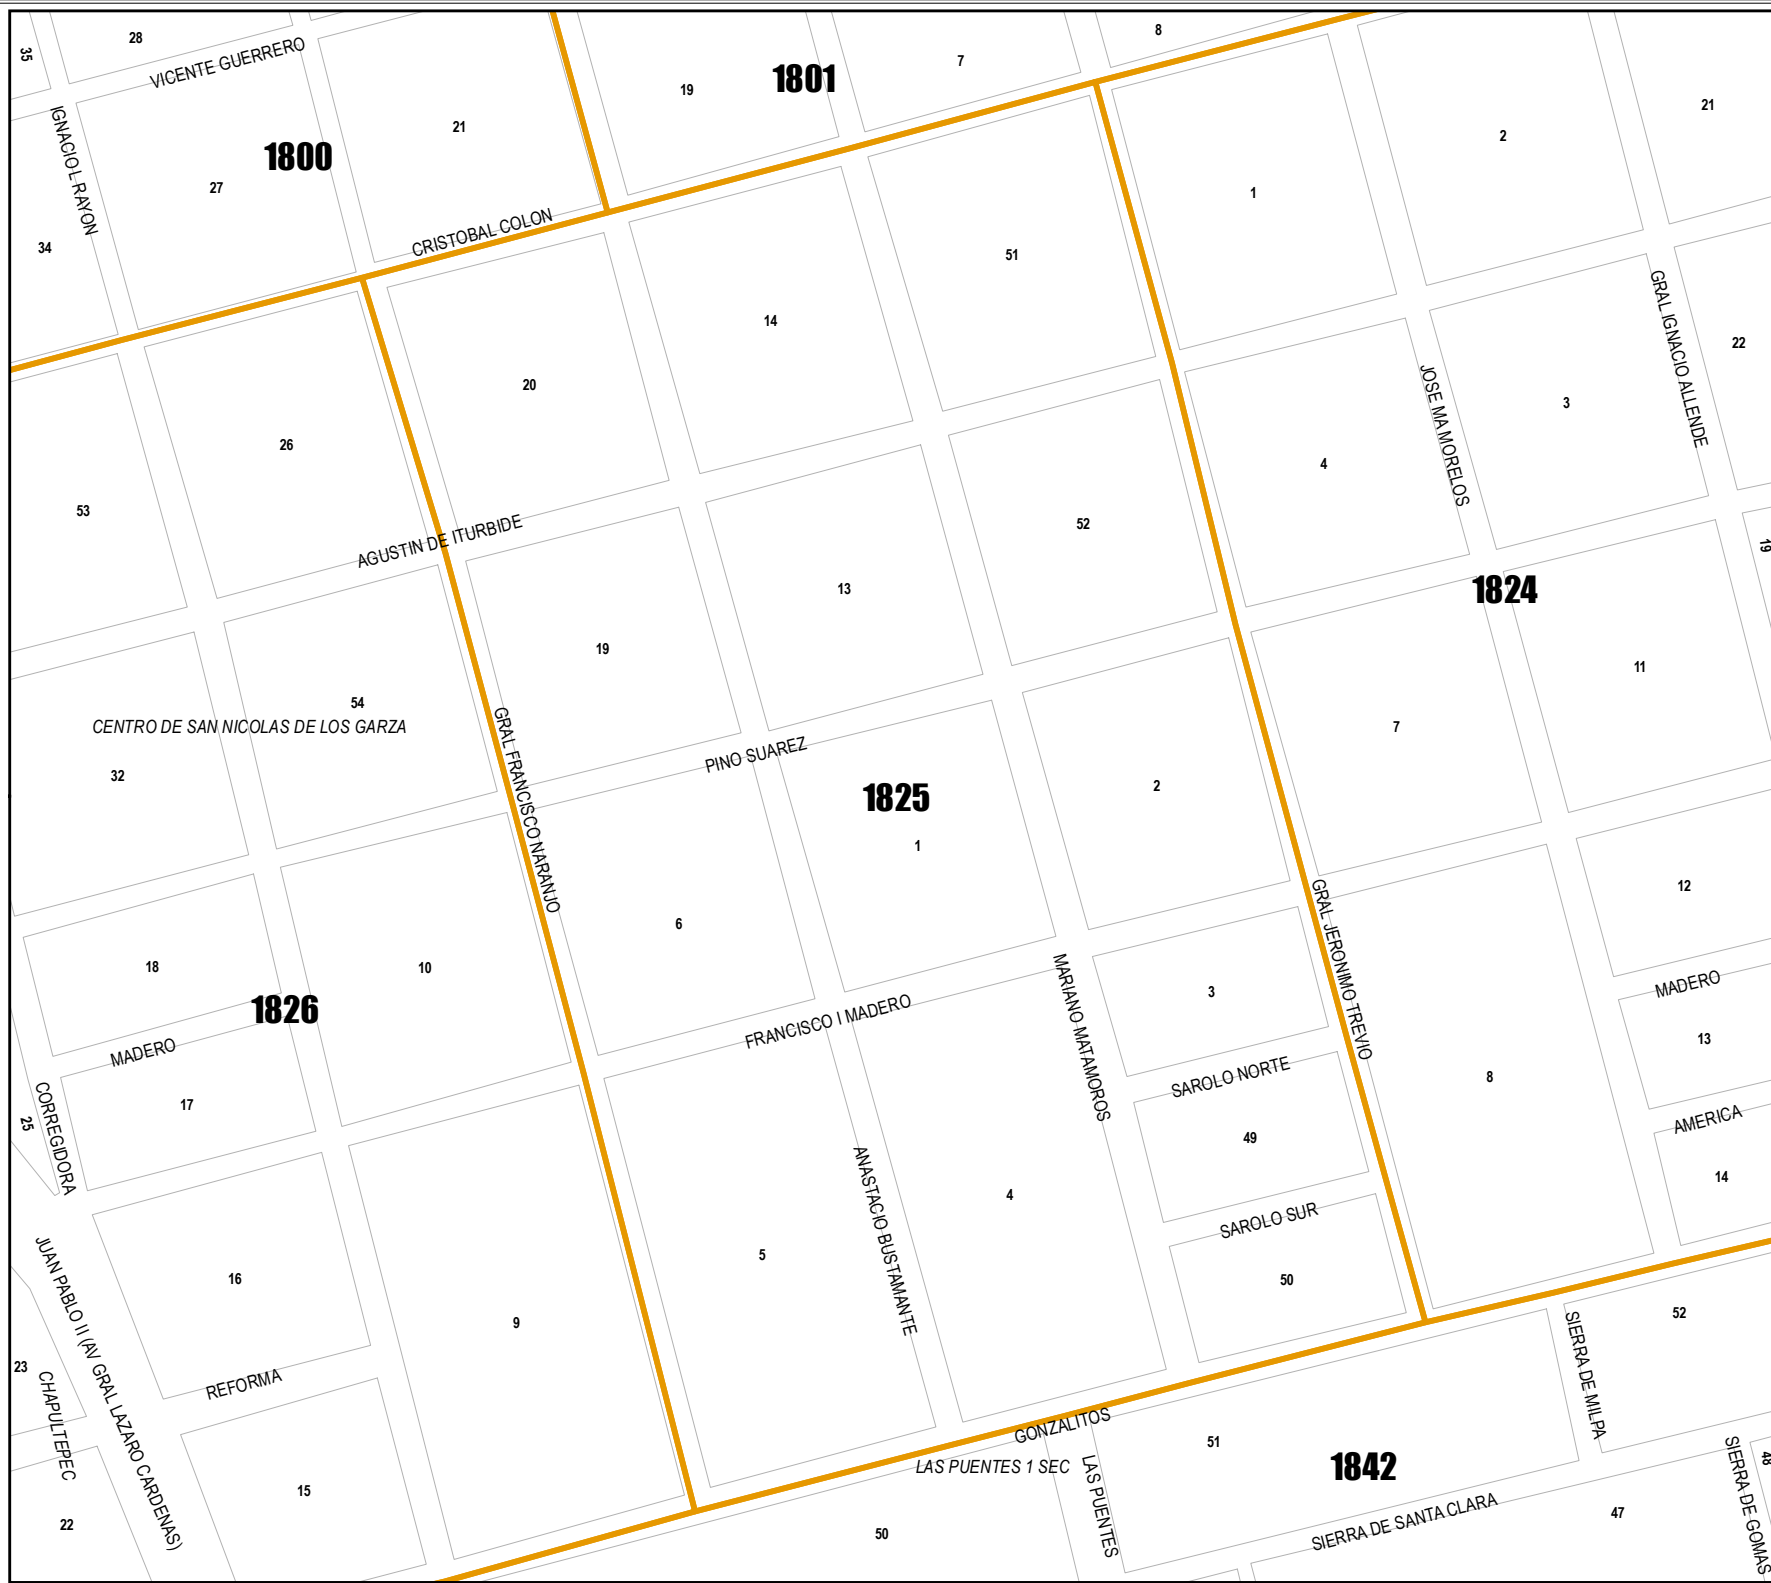 28
8
35
VICENTE GUERRERO
7
1801
19
21
2
21
1800
27
IGNACIO L RAYON
1
34
CRISTOBAL COLON
51
14
22
GRAL IGNACIO ALLENDE
20
3
JOSE MA MORELOS
26
4
53
52
AGUSTIN DE ITURBIDE
19
13
1824
19
11
54
CENTRO DE SAN NICOLAS DE LOS GARZA
7
PINO SUAREZ
32
2
1825
1
GRAL FRANCISCO NARANJO
12
6
18
10
GRAL JERONIMO TREVIO
MADERO
3
1826
FRANCISCO I MADERO
MARIANO MATAMOROS
13
MADERO
SAROLO NORTE
8
17
25
CORREGIDORA
AMERICA
49
14
4
ANASTACIO BUSTAMANTE
SAROLO SUR
5
16
50
9
52
JUAN PABLO II (AV GRAL LAZARO CARDENAS)
SIERRA DE MILPA
23
REFORMA
CHAPULTEPEC
GONZALITOS
51
LAS PUENTES 1 SEC
1842
48
15
LAS PUENTES
SIERRA DE GOMAS
SIERRA DE SANTA CLARA
47
22
50